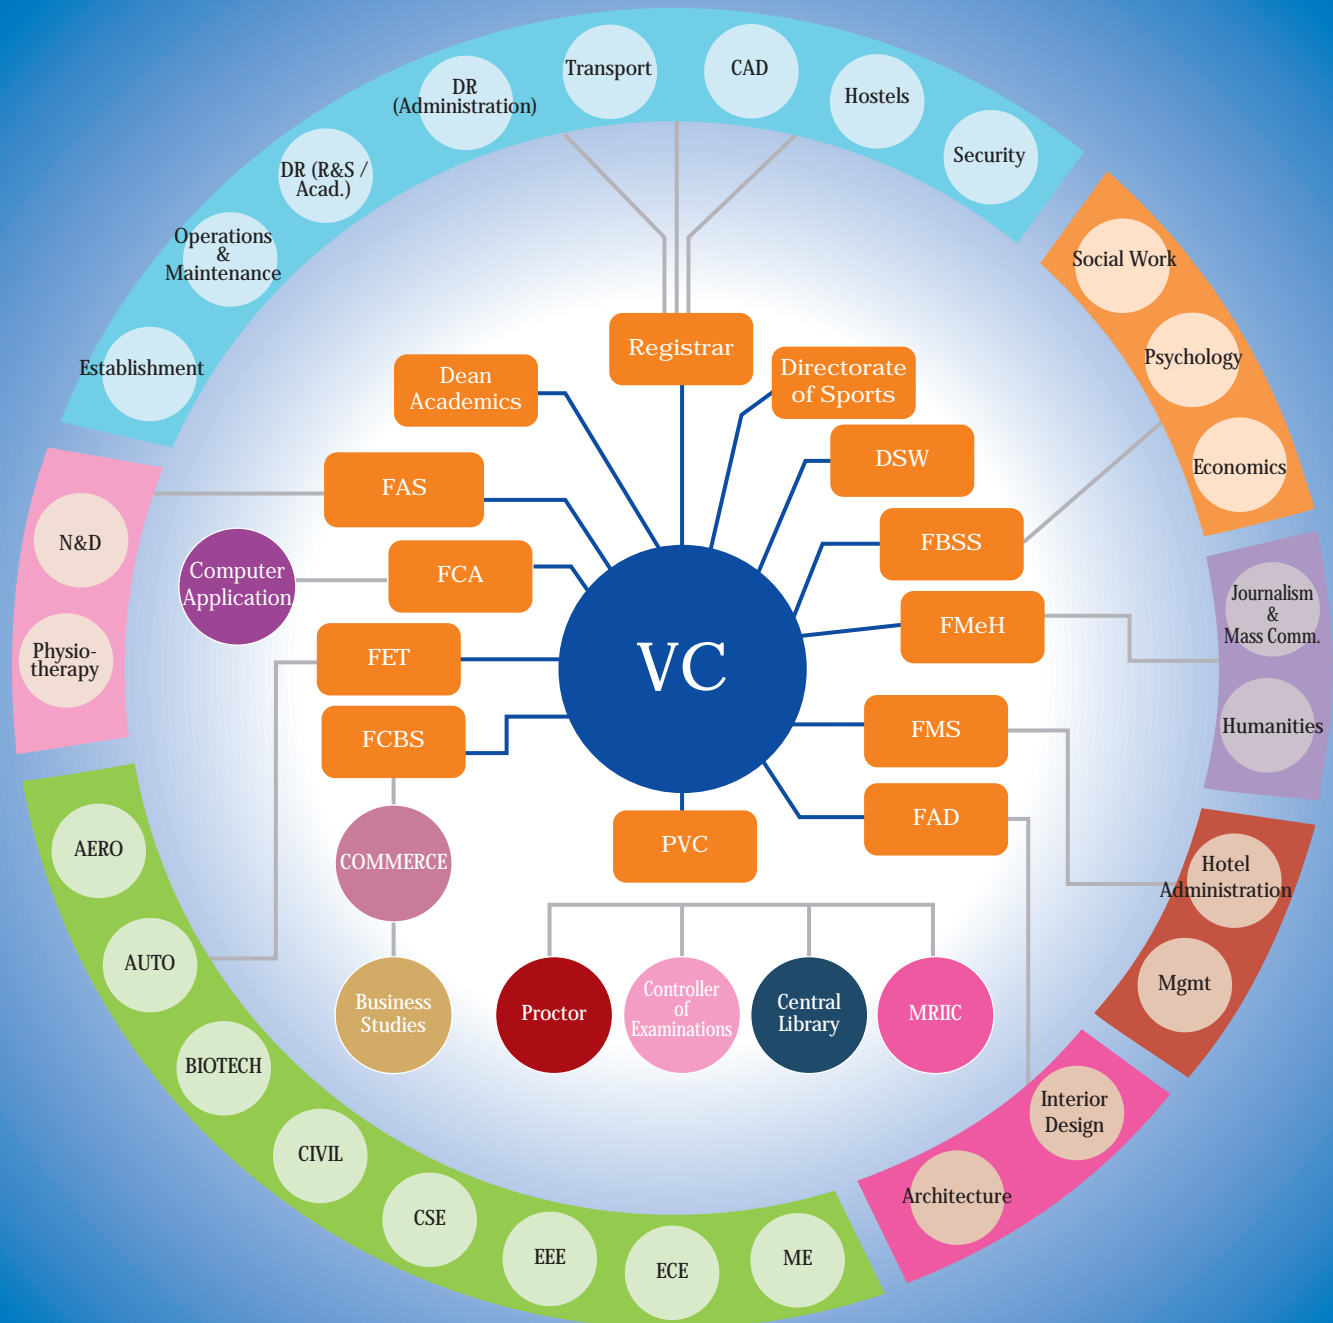 Transport
CAD
DR
(Administration)
Hostels
Security
DR (R&S /
Acad.)
Operations
&
Maintenance
Establishment
Social Work
Psychology
Economics
Registrar
Dean
Academics
Directorate
of Sports
DSW
FAS
FBSS
FCA
Computer
Application
N&D
Physio-
therapy
FMeH
Journalism
&
Mass Comm.
Humanities
FET
VC
FCBS
FMS
FAD
PVC
COMMERCE
Business
Studies
Proctor
Controller
of
Examinations
Central
Library
MRIIC
Hotel
Administration
Mgmt
Interior
Design
Architecture
AERO
AUTO
BIOTECH
CIVIL
CSE
EEE
ECE
ME